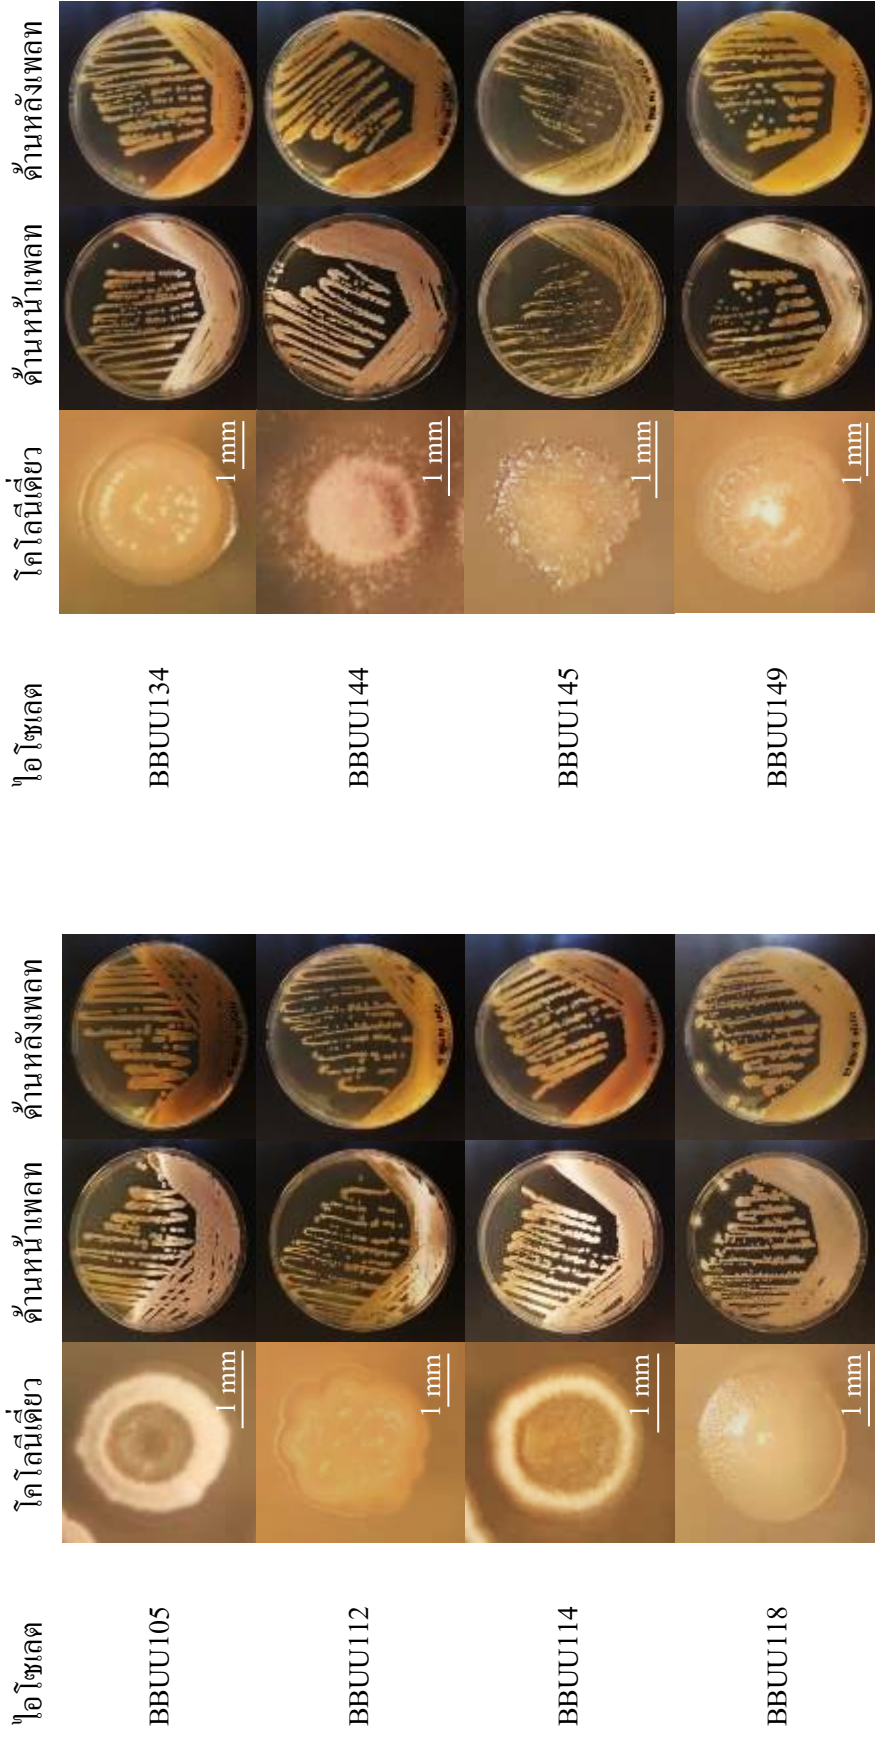 ไอโซเลต โคโลนีเดี่ยว ด้านหน้าเพลท ด้านหลังเพลท ไอโซเลต โคโลนีเดี่ยว ด้านหน้าเพลท ด้านหลังเพลท
BBUU105 1 mm BBUU134 1 mm
BBUU112 1 mm BBUU144 1 mm
BBUU114 1 mm BBUU145 1 mm
BBUU118 1 mm BBUU149 1 mm